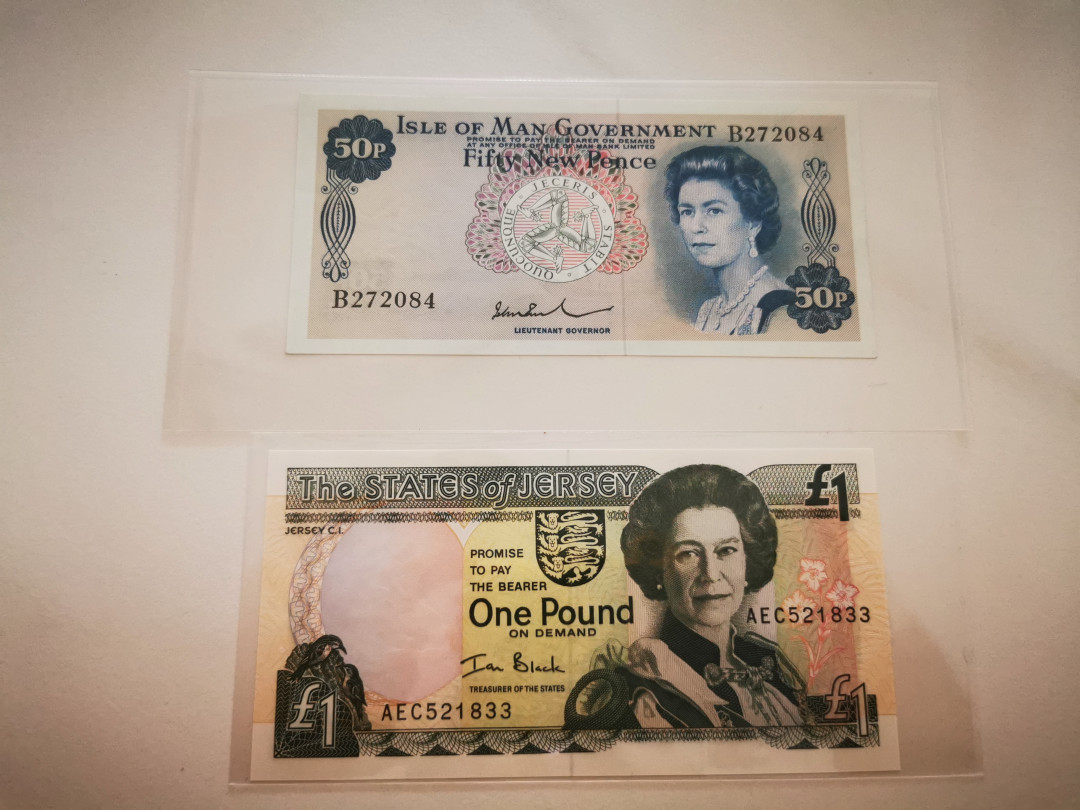 50P
ISLE OF MAN GOVERNMENT B272084
PROMISE TO PAY THE BEARER ON DEMAND
AT ANY OFFICE OF ISLE OF MAN BANK LIMITED
Fifty New Pence
QUOCUNQUE JECERIS STABIT
B272084
50P
LIEUTENANT GOVERNOR
The STATES of JERSEY
£1
JERSEY C.I.
PROMISE
TO PAY
THE BEARER
One Pound
ON DEMAND
AEC521833
Ian Black
TREASURER OF THE STATES
£1
AEC521833
£1